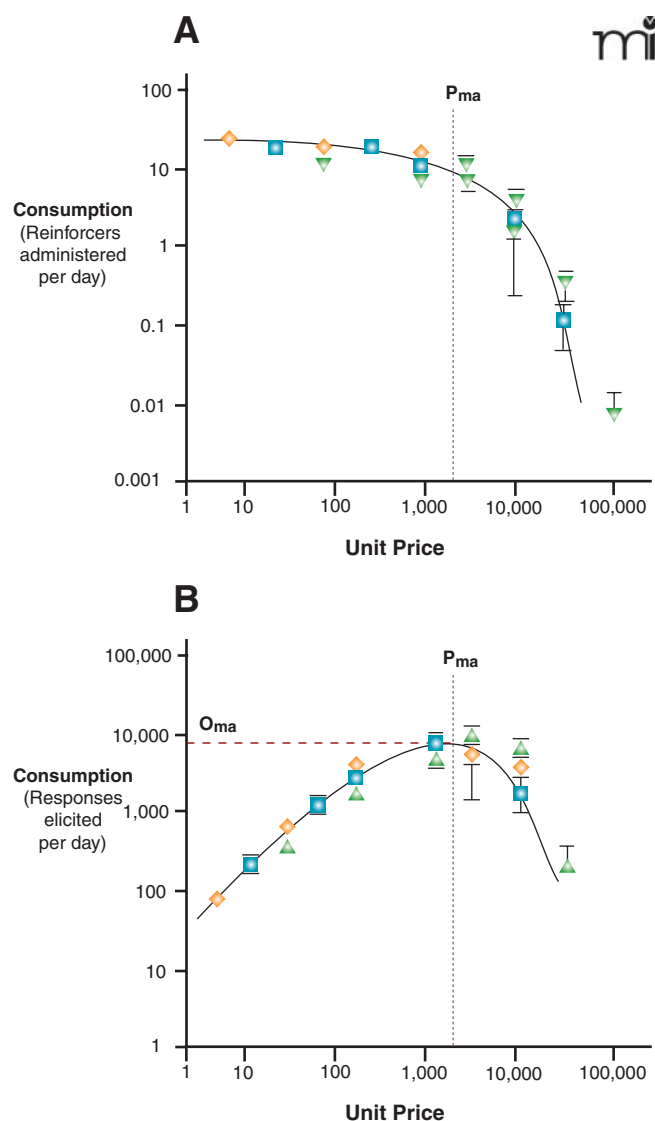 A
mi
Pma
100
10
1
0.1
0.01
0.001
Consumption
(Reinforcers
administered
per day)
1 10 100 1,000 10,000 100,000
Unit Price
B
Pma
Oma
100,000
10,000
1,000
100
10
1
Consumption
(Responses
elicited
per day)
1 10 100 1,000 10,000 100,000
Unit Price